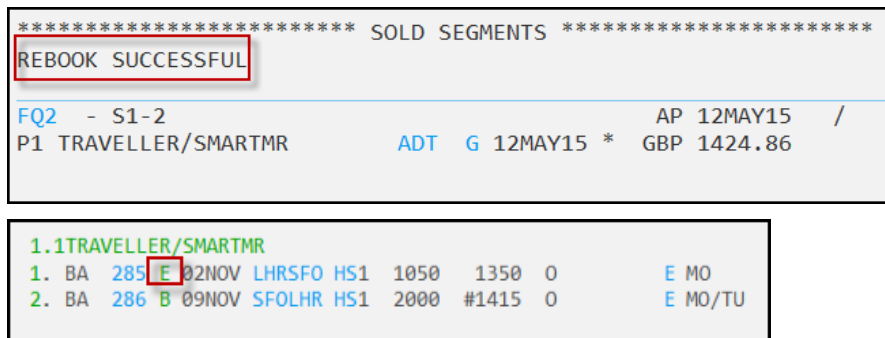 ************************* SOLD SEGMENTS ***********************
REBOOK SUCCESSFUL
FQ2 - S1-2 AP 12MAY15 /
P1 TRAVELLER/SMARTMR ADT G 12MAY15 * GBP 1424.86
1.1TRAVELLER/SMARTMR
1. BA 285 E 02NOV LHRSFO HS1 1050 1350 O E MO
2. BA 286 B 09NOV SFOLHR HS1 2000 #1415 O E MO/TU